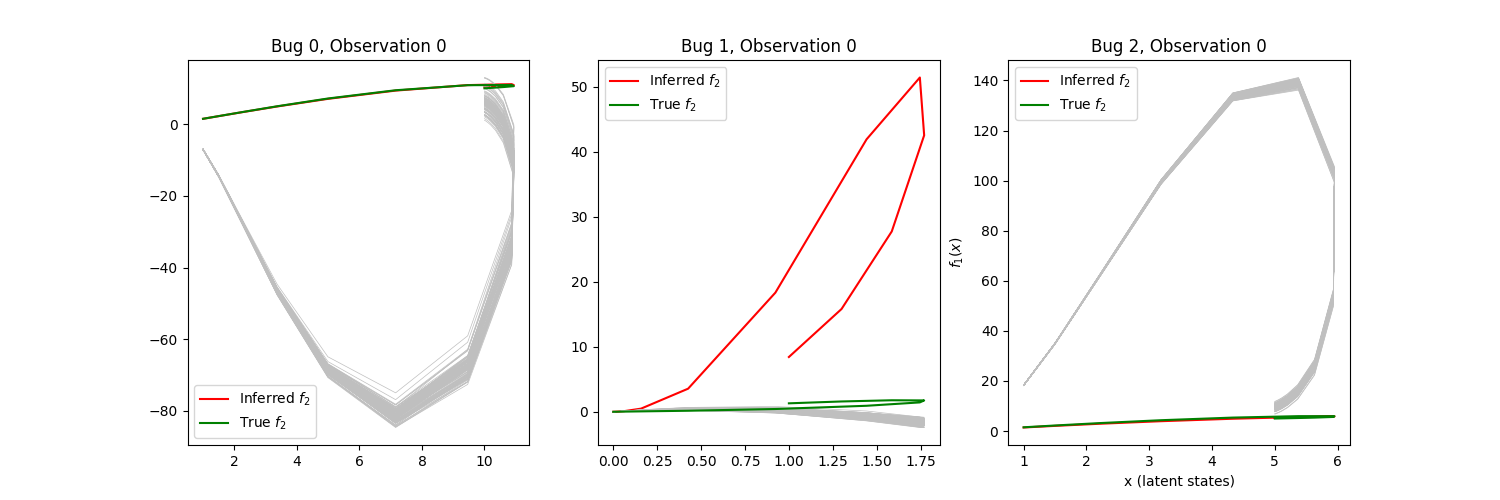 Bug 0, Observation 0
0
−20
−40
−60
−80
2 4 6 8 10
Inferred f₂
True f₂
Bug 1, Observation 0
50
40
30
20
10
0
0.00 0.25 0.50 0.75 1.00 1.25 1.50 1.75
Inferred f₂
True f₂
Bug 2, Observation 0
f₁(x)
140
120
100
80
60
40
20
0
1 2 3 4 5 6
x (latent states)
Inferred f₂
True f₂